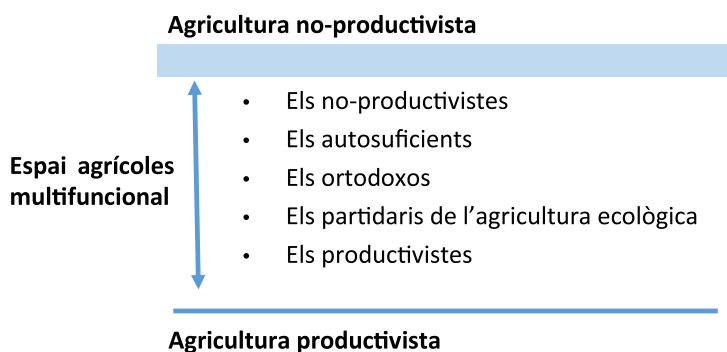 Agricultura no-productivista
• Els no-productivistes
• Els autosuficients
Espai agrícoles
• Els ortodoxos
multifuncional
• Els partidaris de l’agricultura ecològica
• Els productivistes
Agricultura productivista